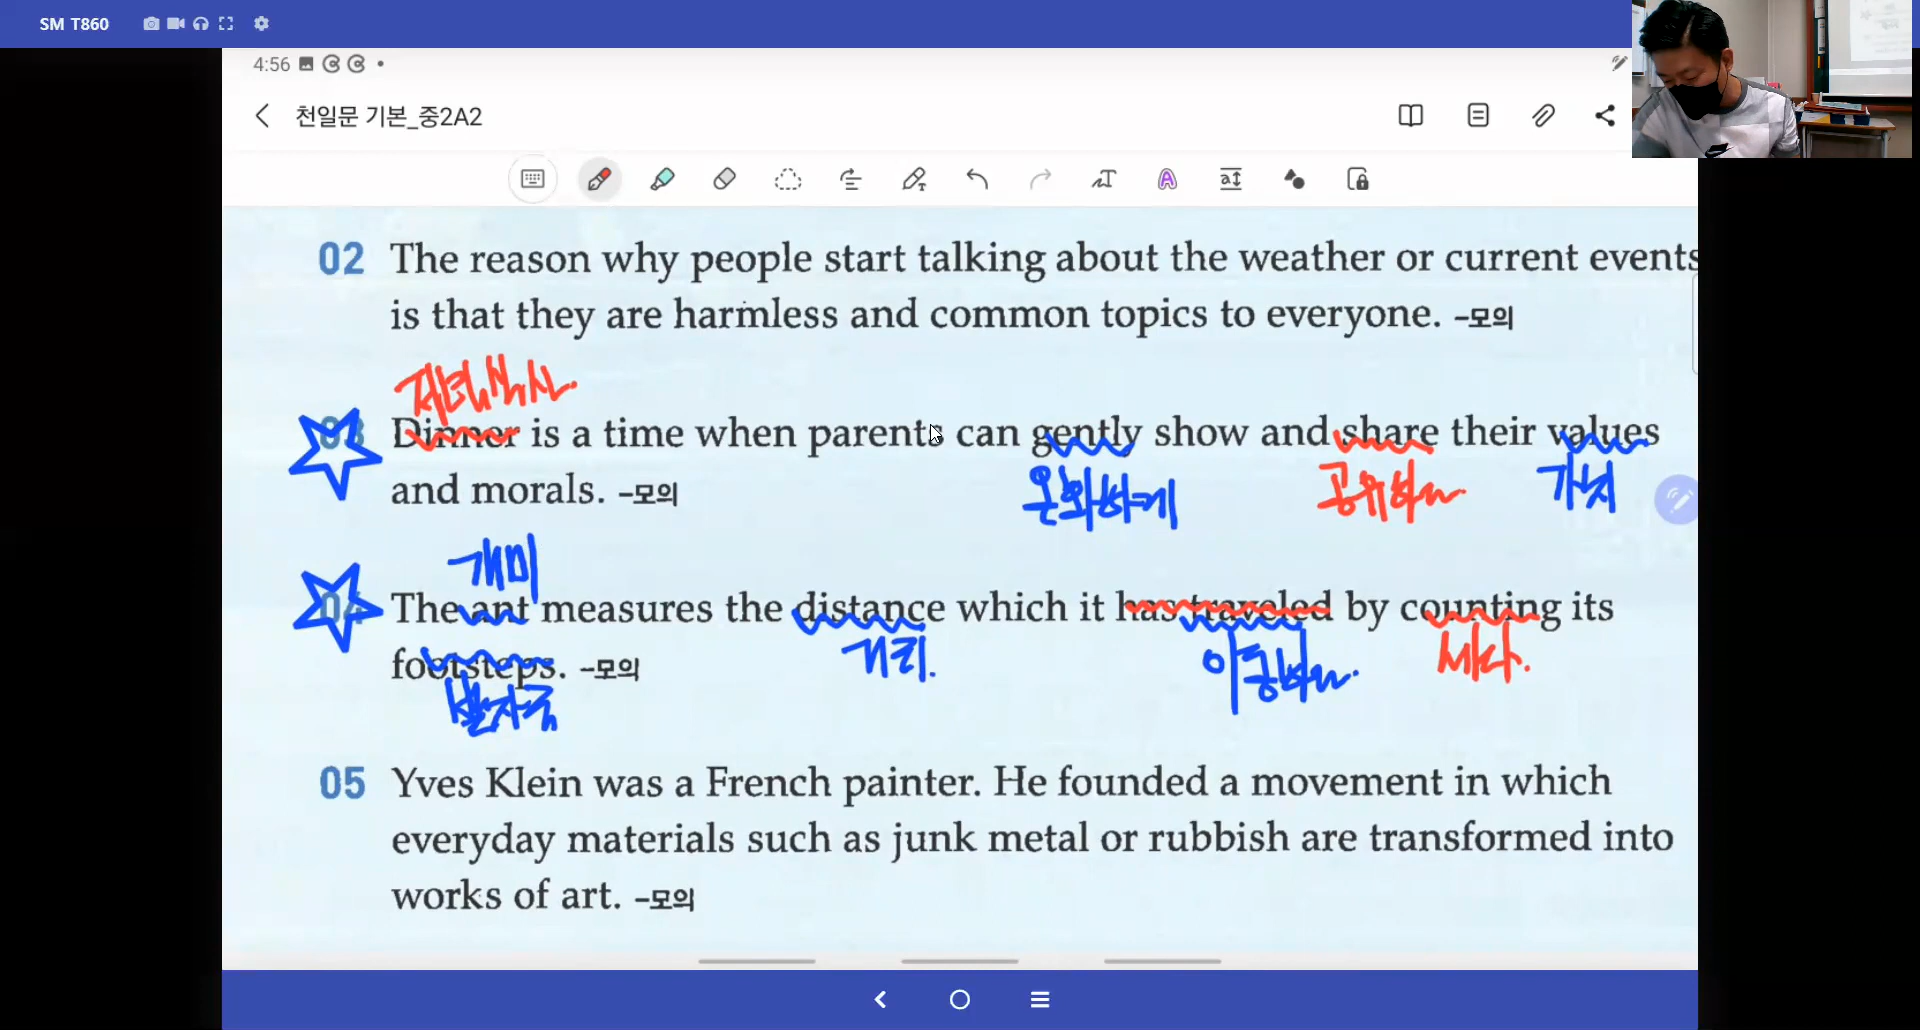 SM T860
4:56
천일문 기본_중2A2
02 The reason why people start talking about the weather or current events
is that they are harmless and common topics to everyone. –모의
저녁식사.
03 Dinner is a time when parents can gently show and share their values
온화하게 공유하다 가치
and morals. –모의
개미
04 The ant measures the distance which it has traveled by counting its
거리. 이동하다. 세다.
footsteps. –모의
발자국
05 Yves Klein was a French painter. He founded a movement in which
everyday materials such as junk metal or rubbish are transformed into
works of art. –모의